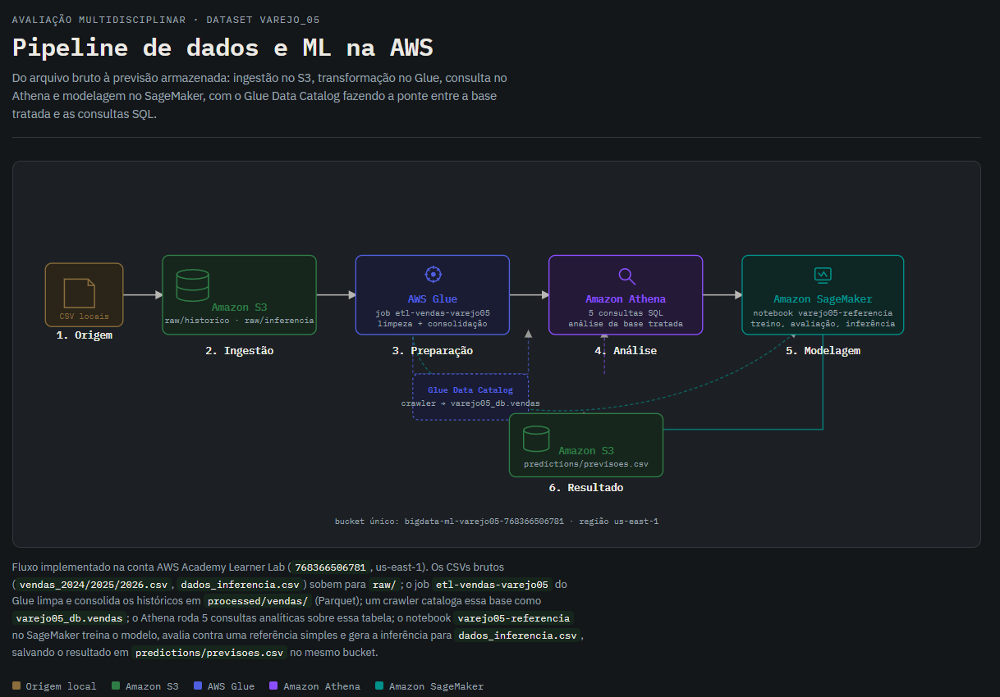 AVALIAÇÃO MULTIDISCIPLINAR · DATASET VAREJO_05
Pipeline de dados e ML na AWS
Do arquivo bruto à previsão armazenada: ingestão no S3, transformação no Glue, consulta no
Athena e modelagem no SageMaker, com o Glue Data Catalog fazendo a ponte entre a base
tratada e as consultas SQL.
CSV locais
1. Origem
Amazon S3
raw/historico · raw/inferencia
2. Ingestão
AWS Glue
job etl-vendas-varejo05
limpeza + consolidação
3. Preparação
Amazon Athena
5 consultas SQL
análise da base tratada
4. Análise
Amazon SageMaker
notebook varejo05-referencia
treino, avaliação, inferência
5. Modelagem
Glue Data Catalog
crawler → varejo05_db.vendas
Amazon S3
predictions/previsoes.csv
6. Resultado
bucket único: bigdata-ml-varejo05-768366506781 · região us-east-1
Fluxo implementado na conta AWS Academy Learner Lab ( 768366506781 , us-east-1). Os CSVs brutos
( vendas_2024/2025/2026.csv , dados_inferencia.csv ) sobem para raw/ ; o job etl-vendas-varejo05 do
Glue limpa e consolida os históricos em processed/vendas/ (Parquet); um crawler cataloga essa base como
varejo05_db.vendas ; o Athena roda 5 consultas analíticas sobre essa tabela; o notebook varejo05-referencia
no SageMaker treina o modelo, avalia contra uma referência simples e gera a inferência para dados_inferencia.csv ,
salvando o resultado em predictions/previsoes.csv no mesmo bucket.
Origem local
Amazon S3
AWS Glue
Amazon Athena
Amazon SageMaker